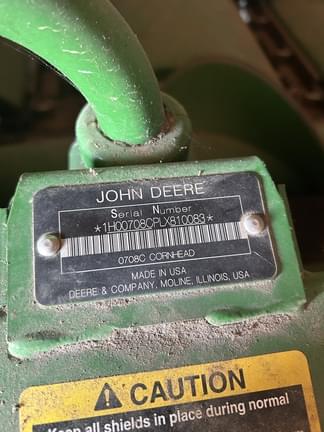 JOHN DEERE
Serial Number
*1H00708CPLX810083*
0708C CORNHEAD
MADE IN USA
DEERE & COMPANY, MOLINE, ILLINOIS, USA
CAUTION
Keep all shields in place during normal